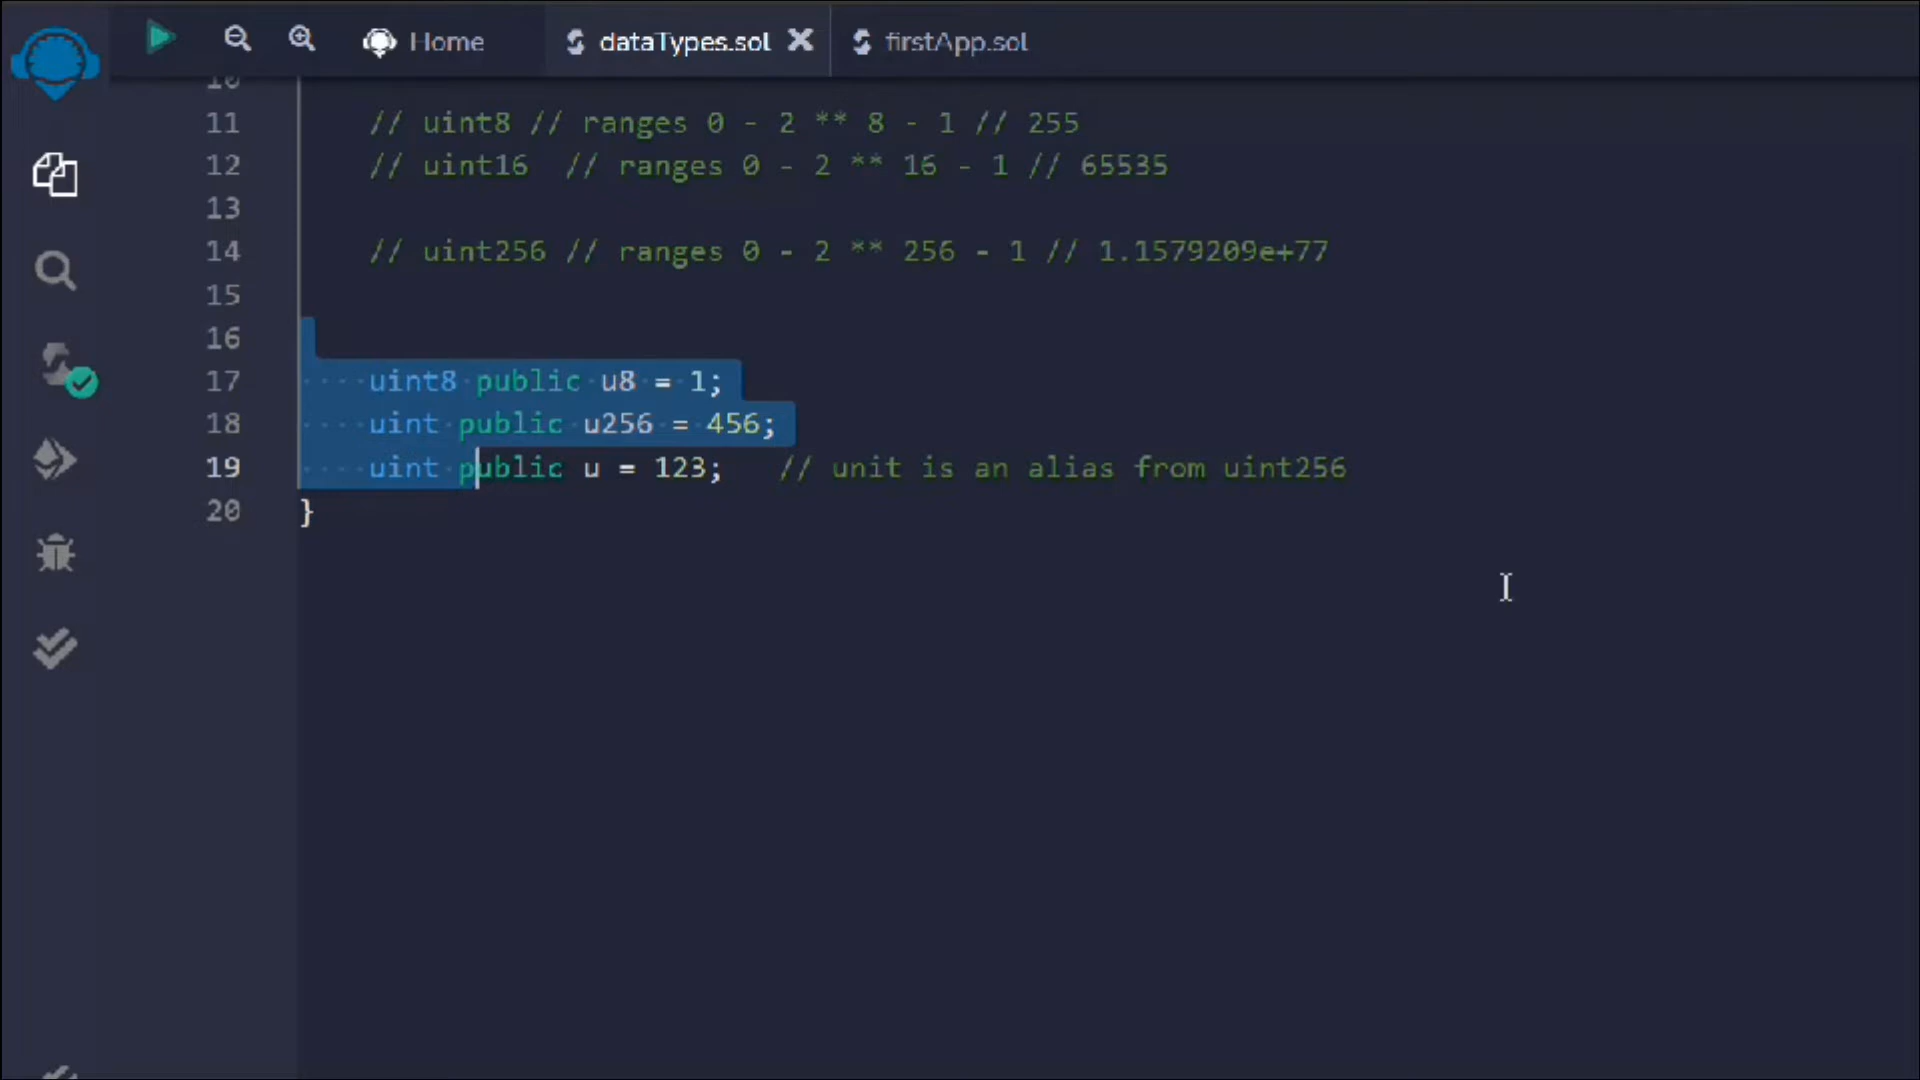 Home
dataTypes.sol
firstApp.sol
10
11 // uint8 // ranges 0 - 2 ** 8 - 1 // 255
12 // uint16 // ranges 0 - 2 ** 16 - 1 // 65535
13
14 // uint256 // ranges 0 - 2 ** 256 - 1 // 1.1579209e+77
15
16
17 uint8 public u8 = 1;
18 uint public u256 = 456;
19 uint public u = 123; // unit is an alias from uint256
20 }